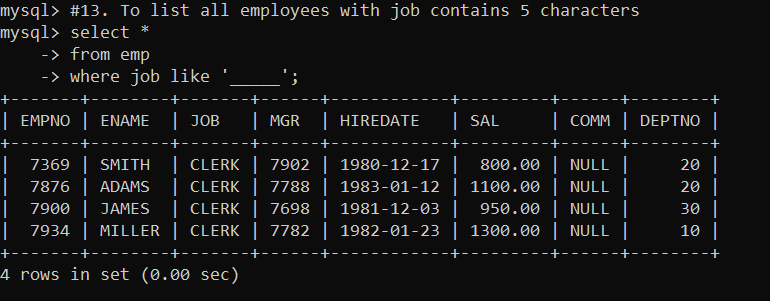 mysql> #13. To list all employees with job contains 5 characters
mysql> select *
    -> from emp
    -> where job like '_____';
+-------+--------+-------+------+------------+---------+------+--------+
| EMPNO | ENAME  | JOB   | MGR  | HIREDATE   | SAL     | COMM | DEPTNO |
+-------+--------+-------+------+------------+---------+------+--------+
|  7369 | SMITH  | CLERK | 7902 | 1980-12-17 |  800.00 | NULL |     20 |
|  7876 | ADAMS  | CLERK | 7788 | 1983-01-12 | 1100.00 | NULL |     20 |
|  7900 | JAMES  | CLERK | 7698 | 1981-12-03 |  950.00 | NULL |     30 |
|  7934 | MILLER | CLERK | 7782 | 1982-01-23 | 1300.00 | NULL |     10 |
+-------+--------+-------+------+------------+---------+------+--------+
4 rows in set (0.00 sec)